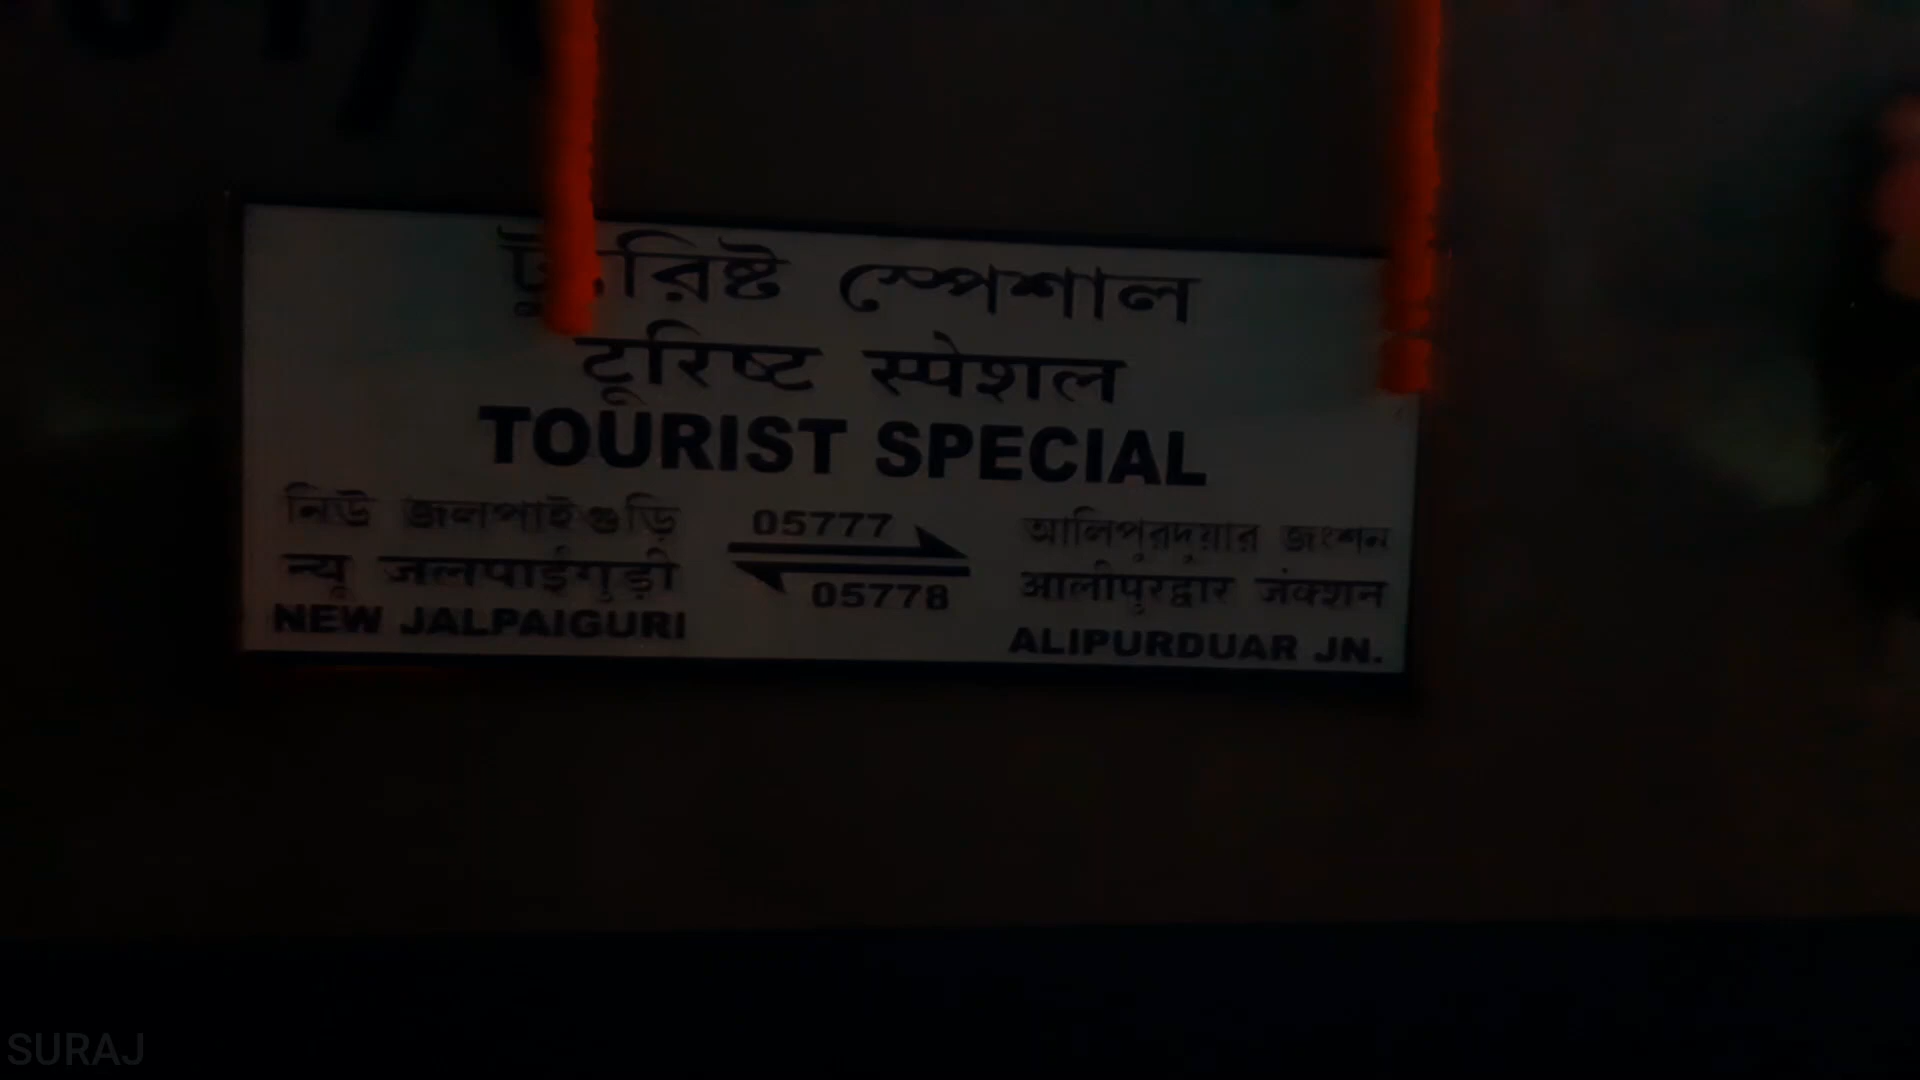 টুরিষ্ট স্পেশাল
टूरिष्ट स्पेशल
TOURIST SPECIAL
নিউ জলপাইগুড়ি
न्यू जलपाईगुड़ी
NEW JALPAIGURI
05777
05778
আলিপুরদুয়ার জংশন
आलीपुरद्वार जंक्शन
ALIPURDUAR JN.
SURAJ